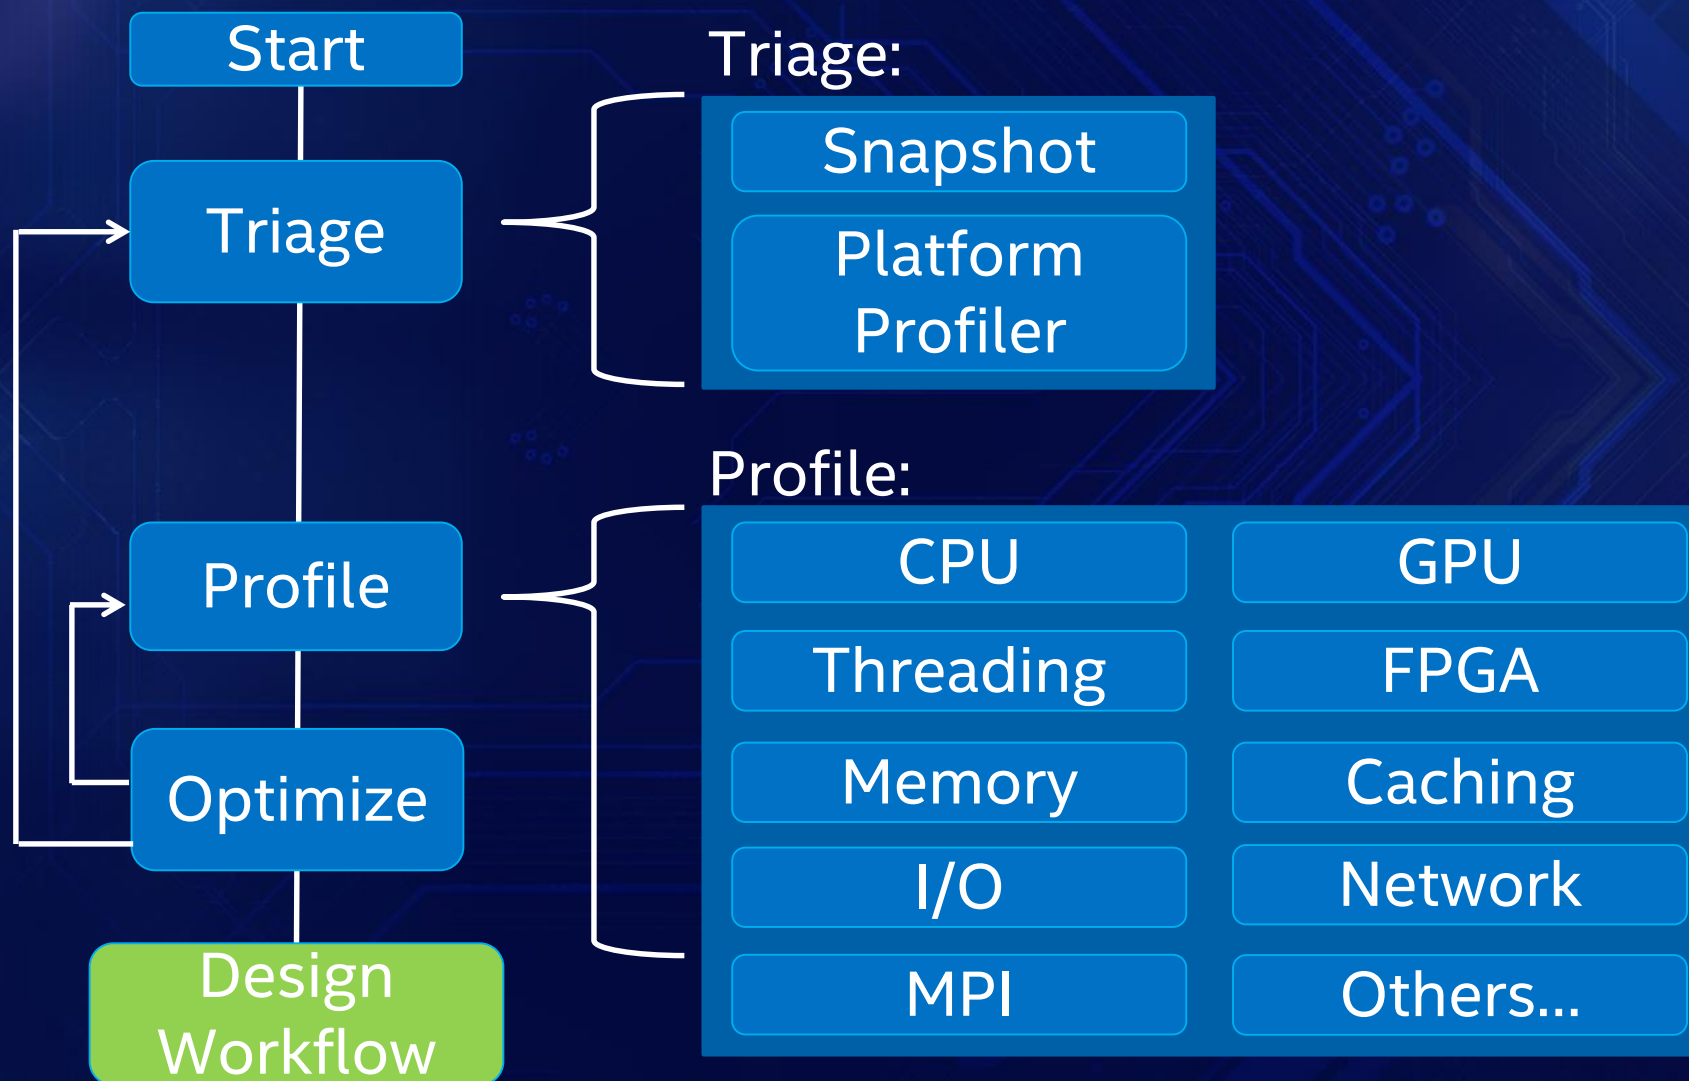 Start
Triage
Profile
Optimize
Design
Workflow
Triage:
Snapshot
Platform
Profiler
Profile:
CPU
GPU
Threading
FPGA
Memory
Caching
I/O
Network
MPI
Others...